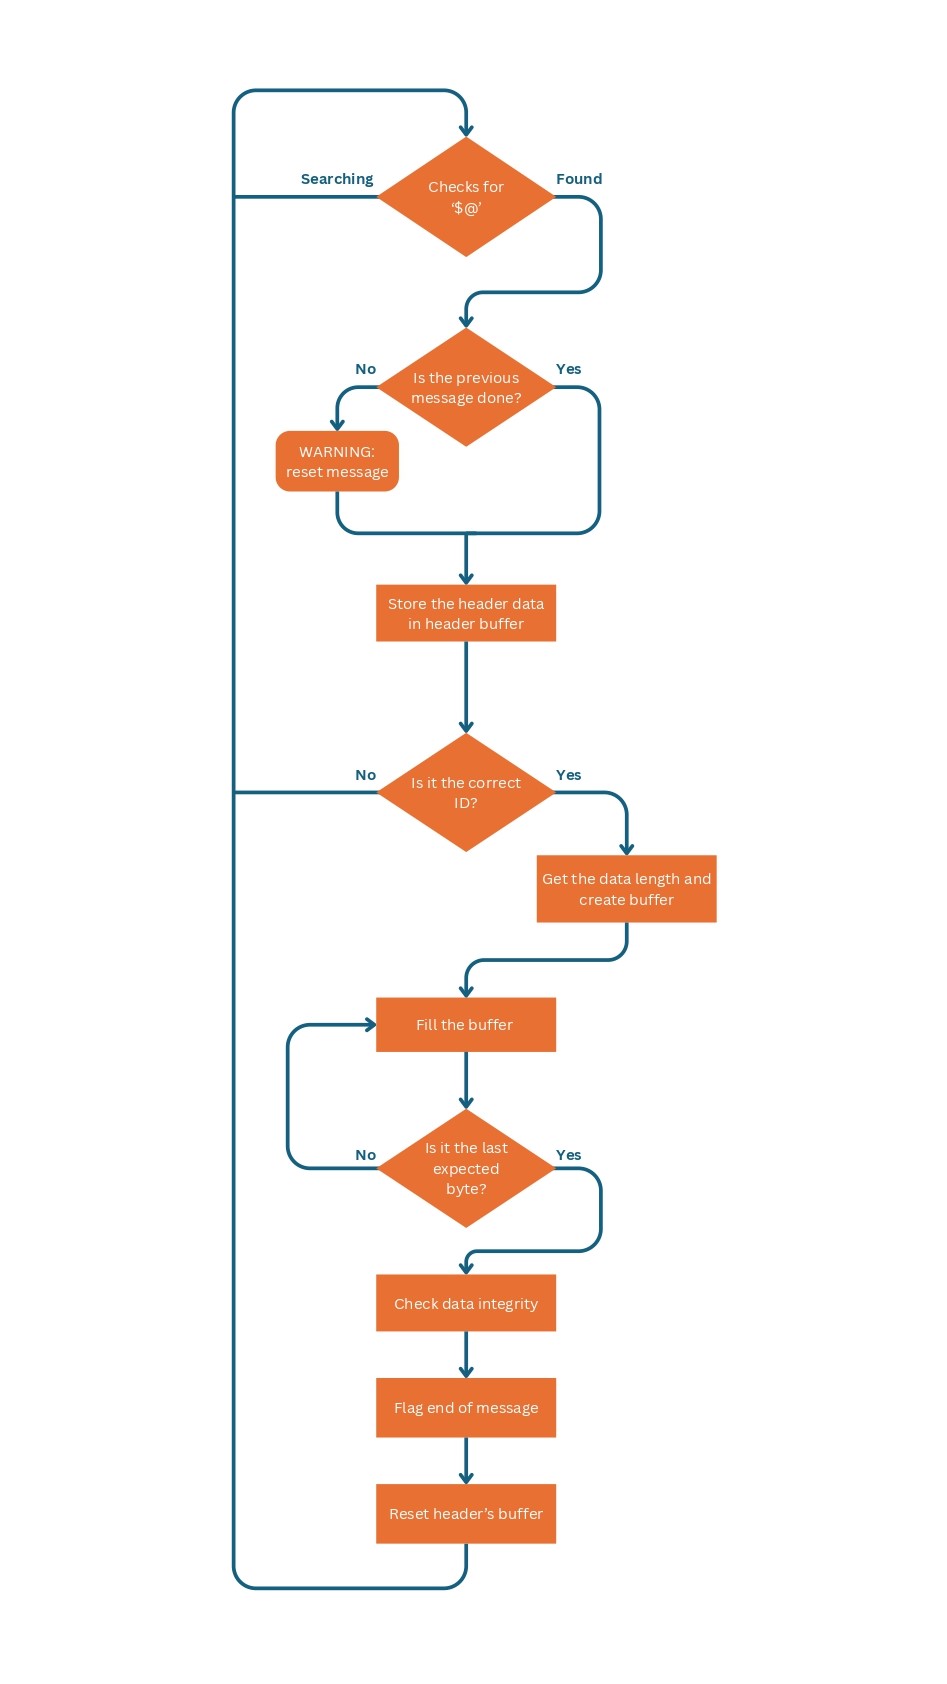 Searching
Checks for
‘$@’
Found
No
Is the previous
message done?
Yes
WARNING:
reset message
Store the header data
in header buffer
No
Is it the correct
ID?
Yes
Get the data length and
create buffer
Fill the buffer
No
Is it the last
expected
byte?
Yes
Check data integrity
Flag end of message
Reset header’s buffer